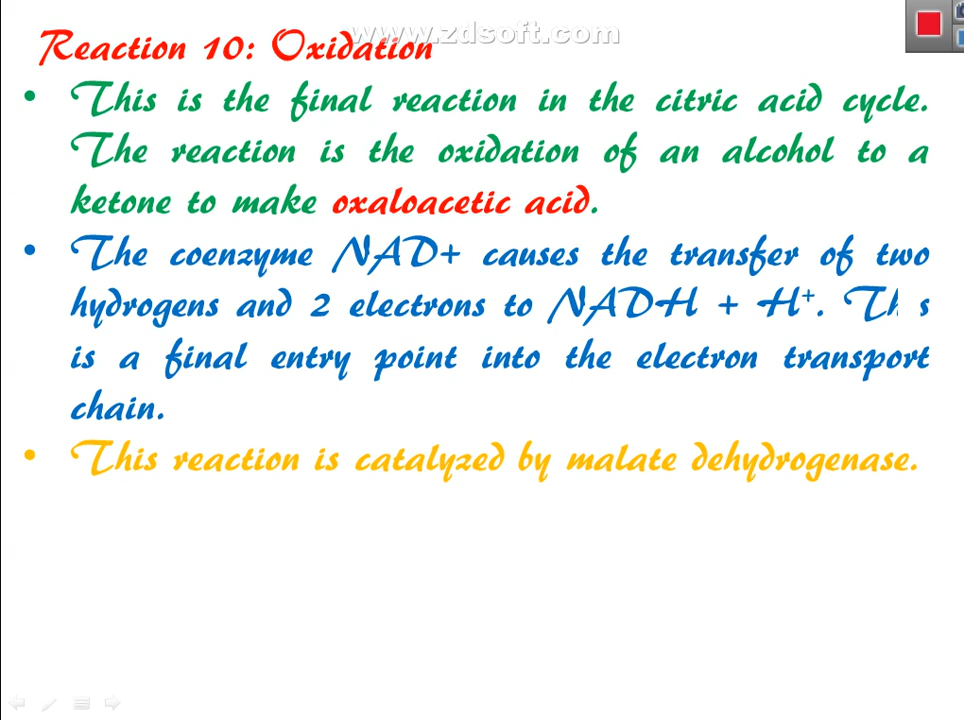 www.zdsoft.com
Reaction 10: Oxidation
• This is the final reaction in the citric acid cycle.
The reaction is the oxidation of an alcohol to a
ketone to make oxaloacetic acid.
• The coenzyme NAD+ causes the transfer of two
hydrogens and 2 electrons to NADH + H⁺. This
is a final entry point into the electron transport
chain.
• This reaction is catalyzed by malate dehydrogenase.